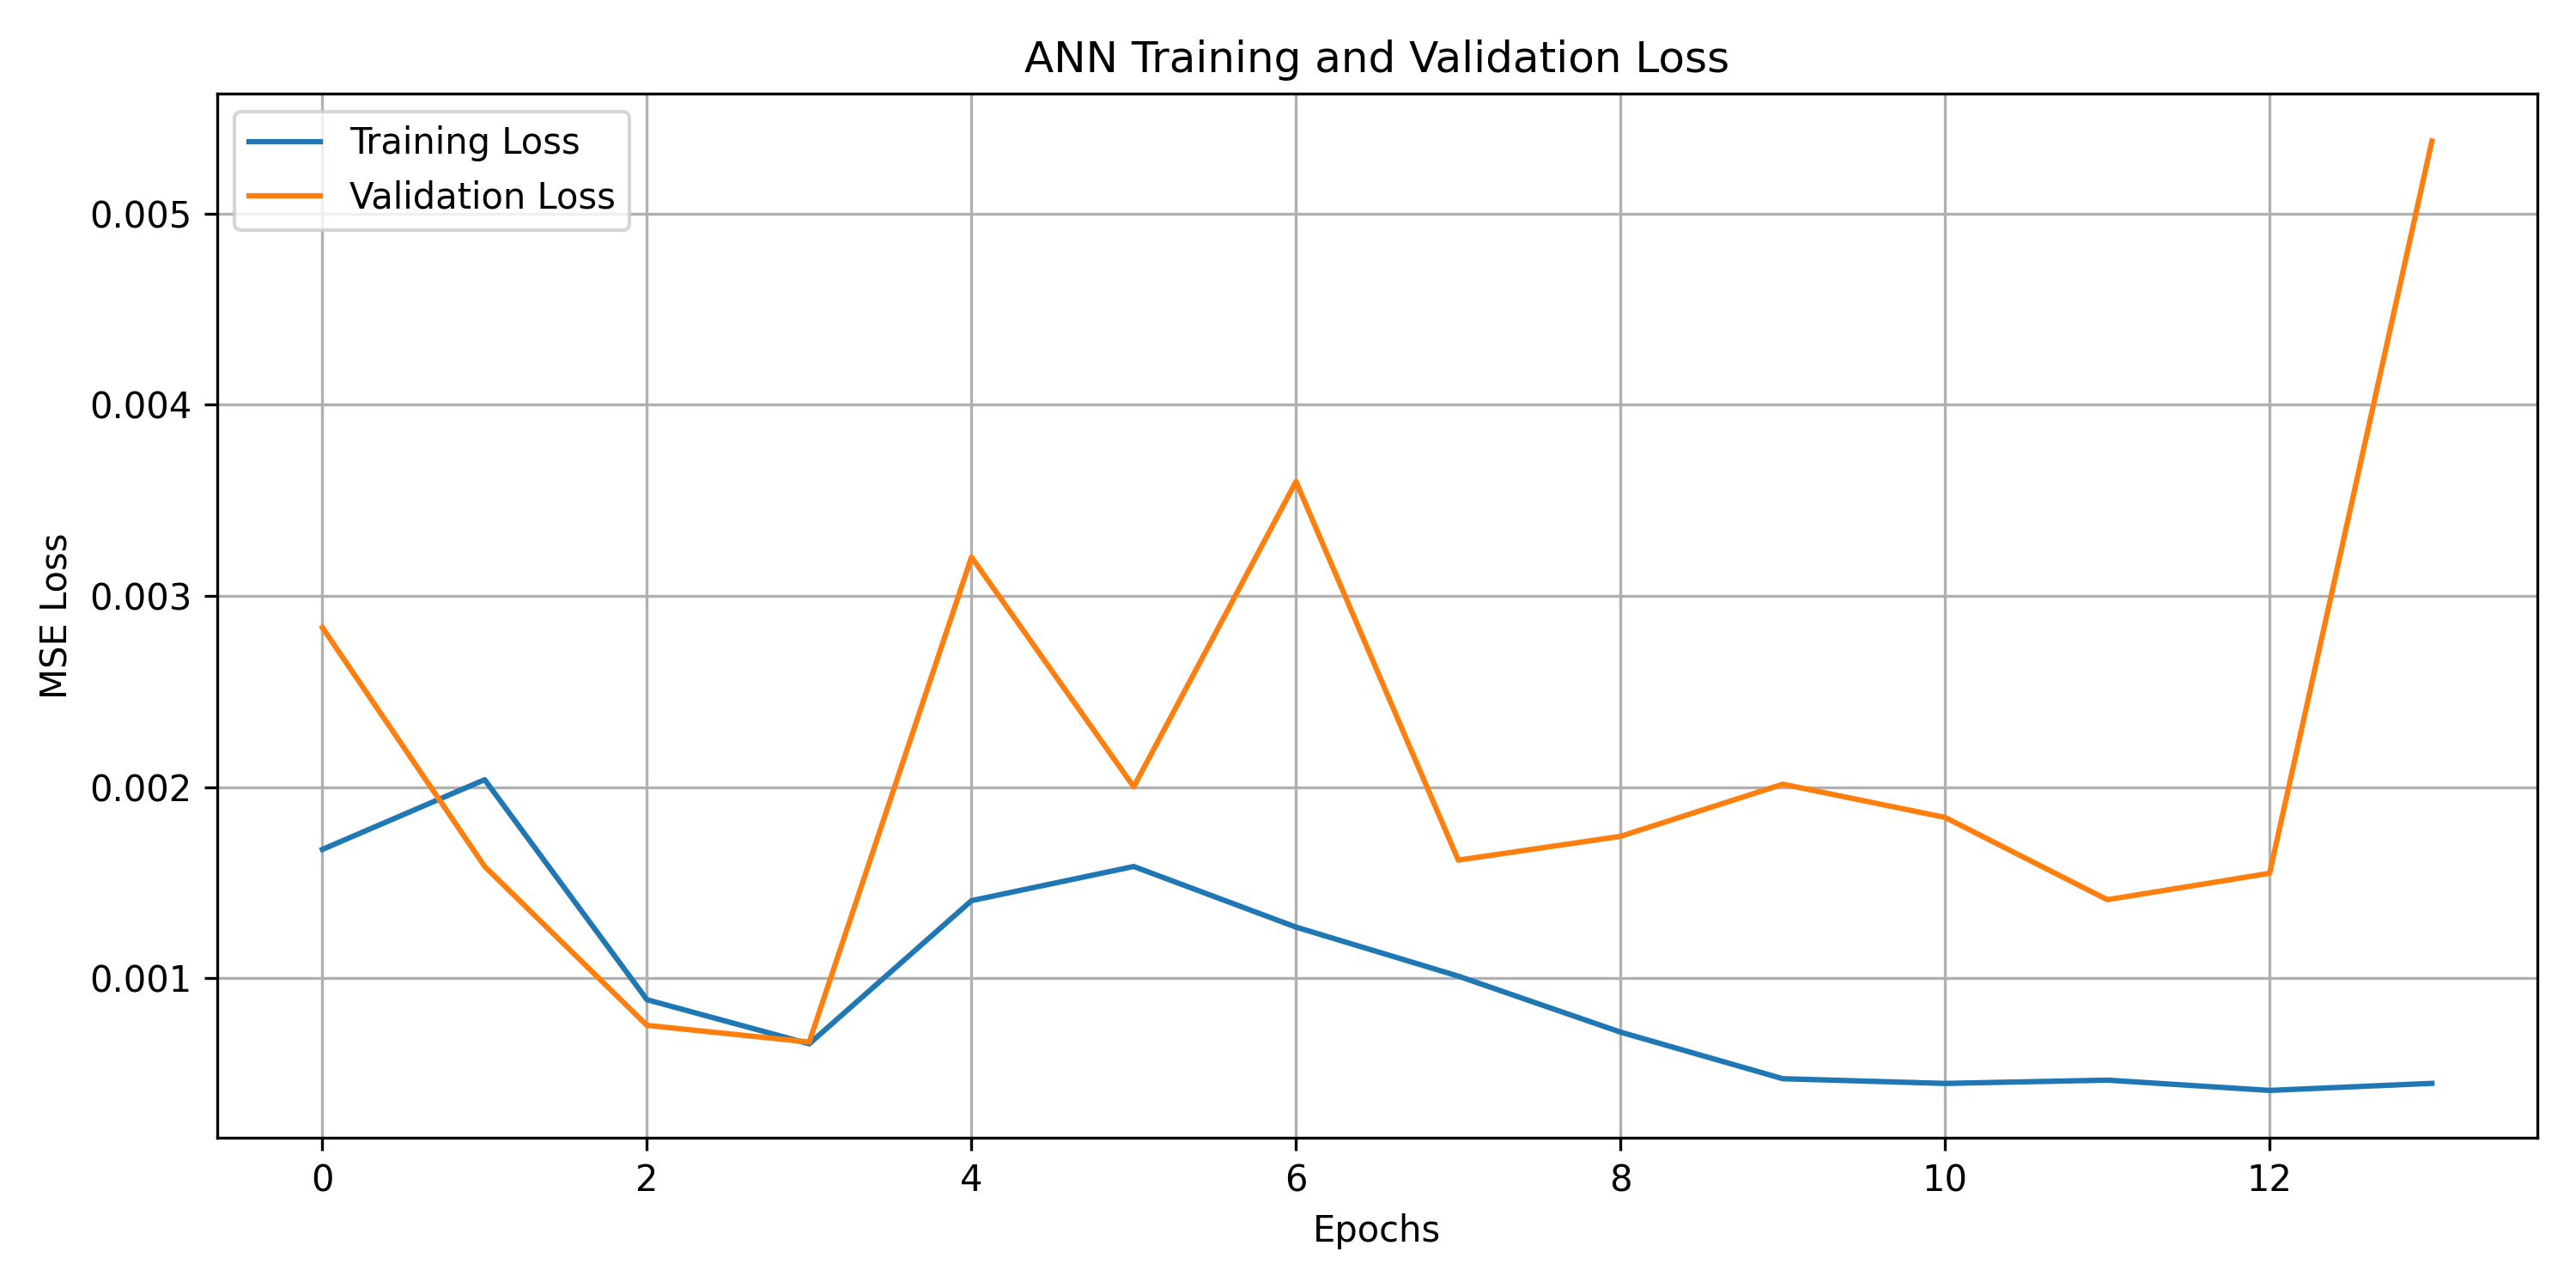 ANN Training and Validation Loss
Training Loss
Validation Loss
0.005
0.004
0.003
0.002
0.001
MSE Loss
0 2 4 6 8 10 12
Epochs